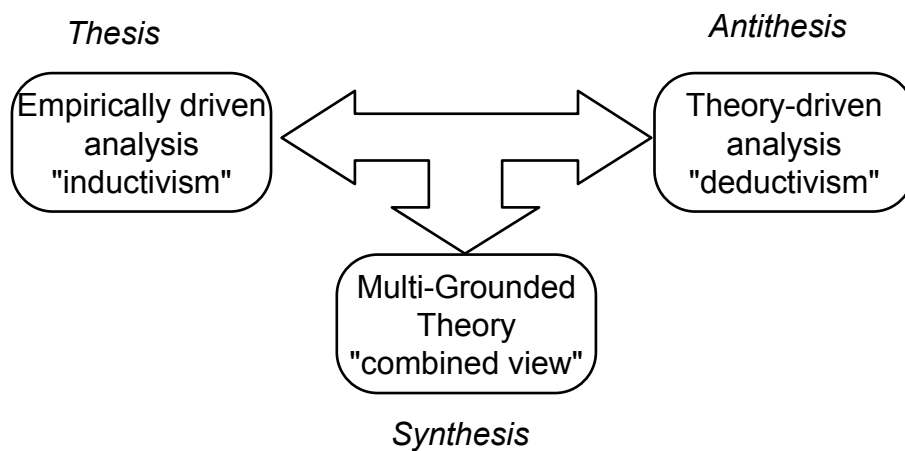 Thesis
Antithesis
Empirically driven
analysis
"inductivism"
Theory-driven
analysis
"deductivism"
Multi-Grounded
Theory
"combined view"
Synthesis